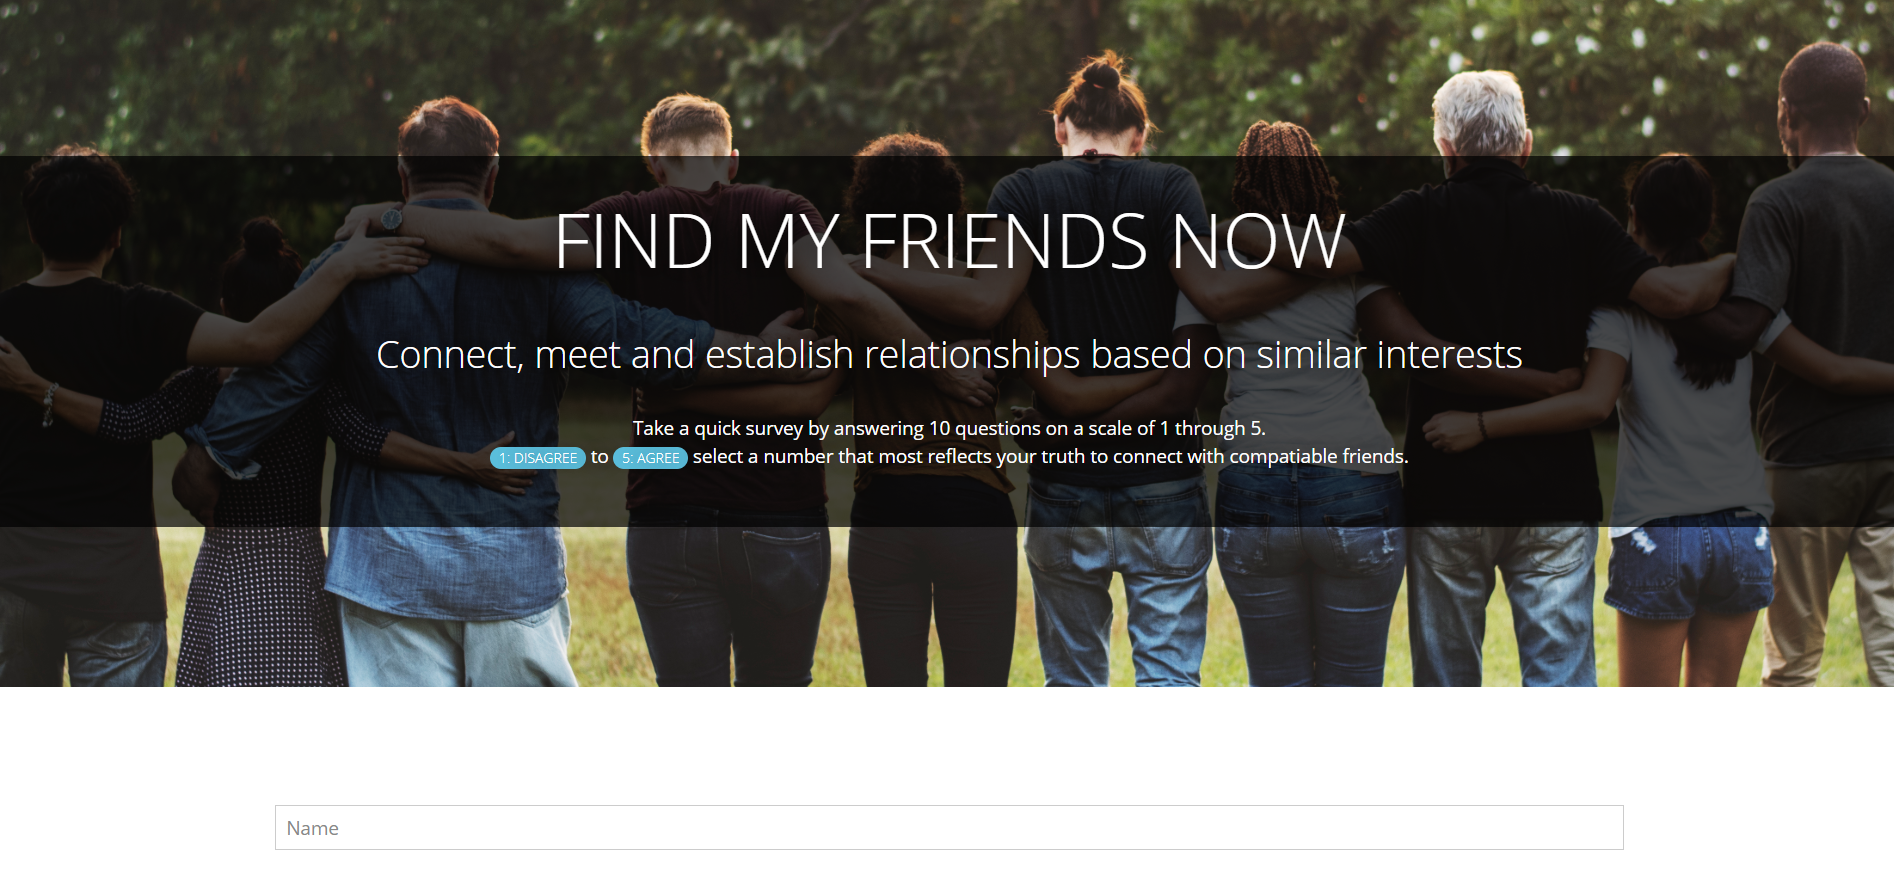 FIND MY FRIENDS NOW
Connect, meet and establish relationships based on similar interests
Take a quick survey by answering 10 questions on a scale of 1 through 5.
1: DISAGREE to 5: AGREE select a number that most reflects your truth to connect with compatiable friends.
Name